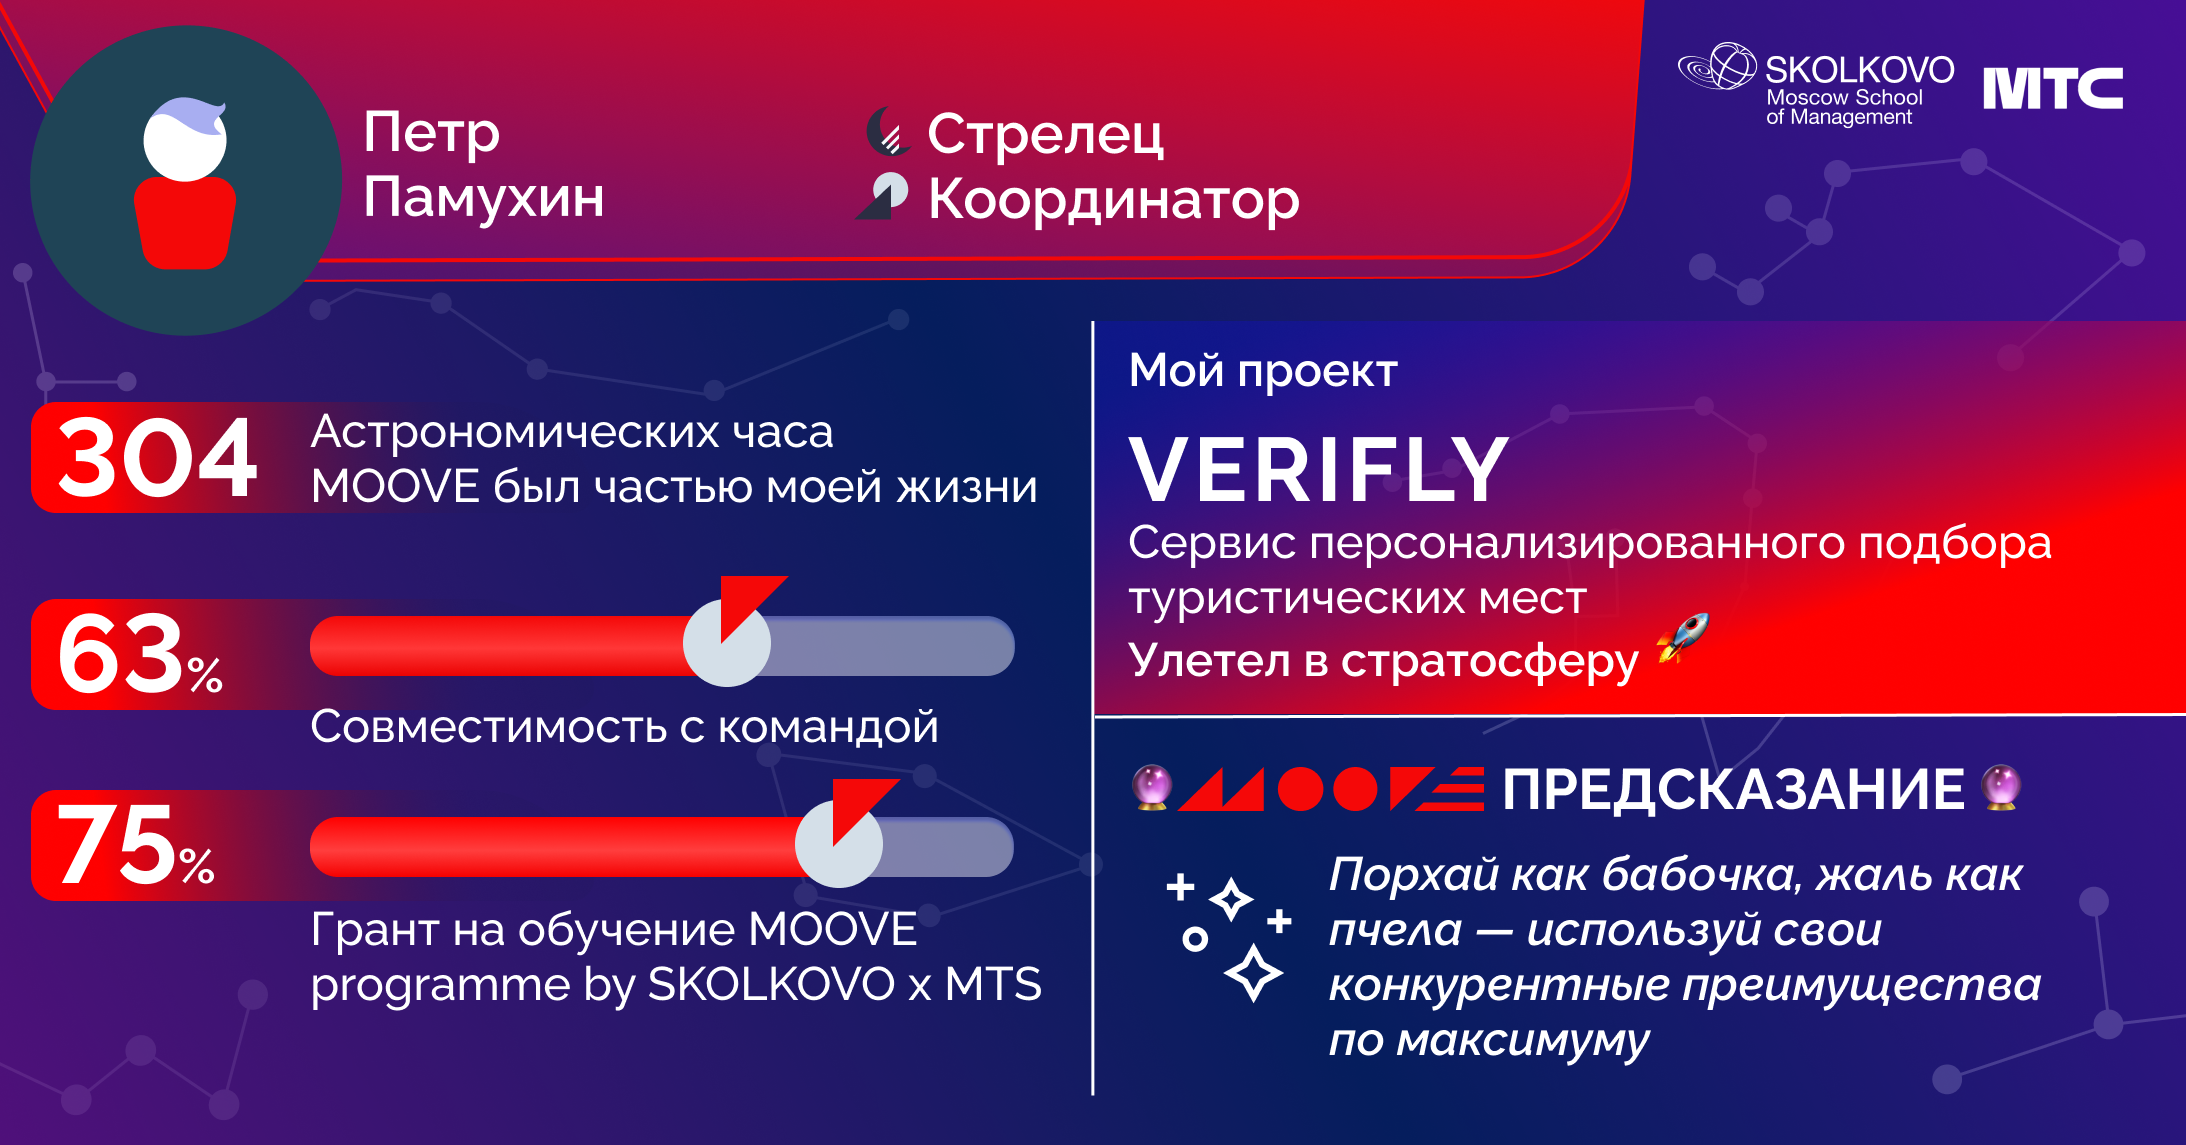 Петр
Памухин
Стрелец
Координатор
SKOLKOVO
Moscow School
of Management
МТС
304
Астрономических часа
MOOVE был частью моей жизни
63%
Совместимость с командой
75%
Грант на обучение MOOVE
programme by SKOLKOVO x MTS
Мой проект
VERIFLY
Сервис персонализированного подбора
туристических мест
Улетел в стратосферу 🚀
🔮 MOOVE ПРЕДСКАЗАНИЕ 🔮
Порхай как бабочка, жаль как
пчела — используй свои
конкурентные преимущества
по максимуму